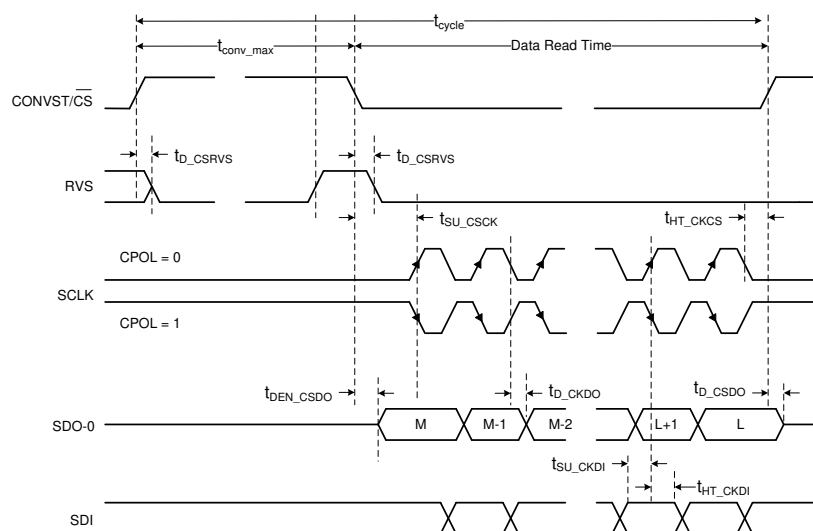 tcycle
tconv_max
Data Read Time
CONVST/CS
tD_CSRVS
tD_CSRVS
RVS
tSU_CSCK
tHT_CKCS
CPOL = 0
SCLK
CPOL = 1
tDEN_CSDO
tD_CKDO
tD_CSDO
SDO-0
M
M-1
M-2
L+1
L
tSU_CKDI
tHT_CKDI
SDI